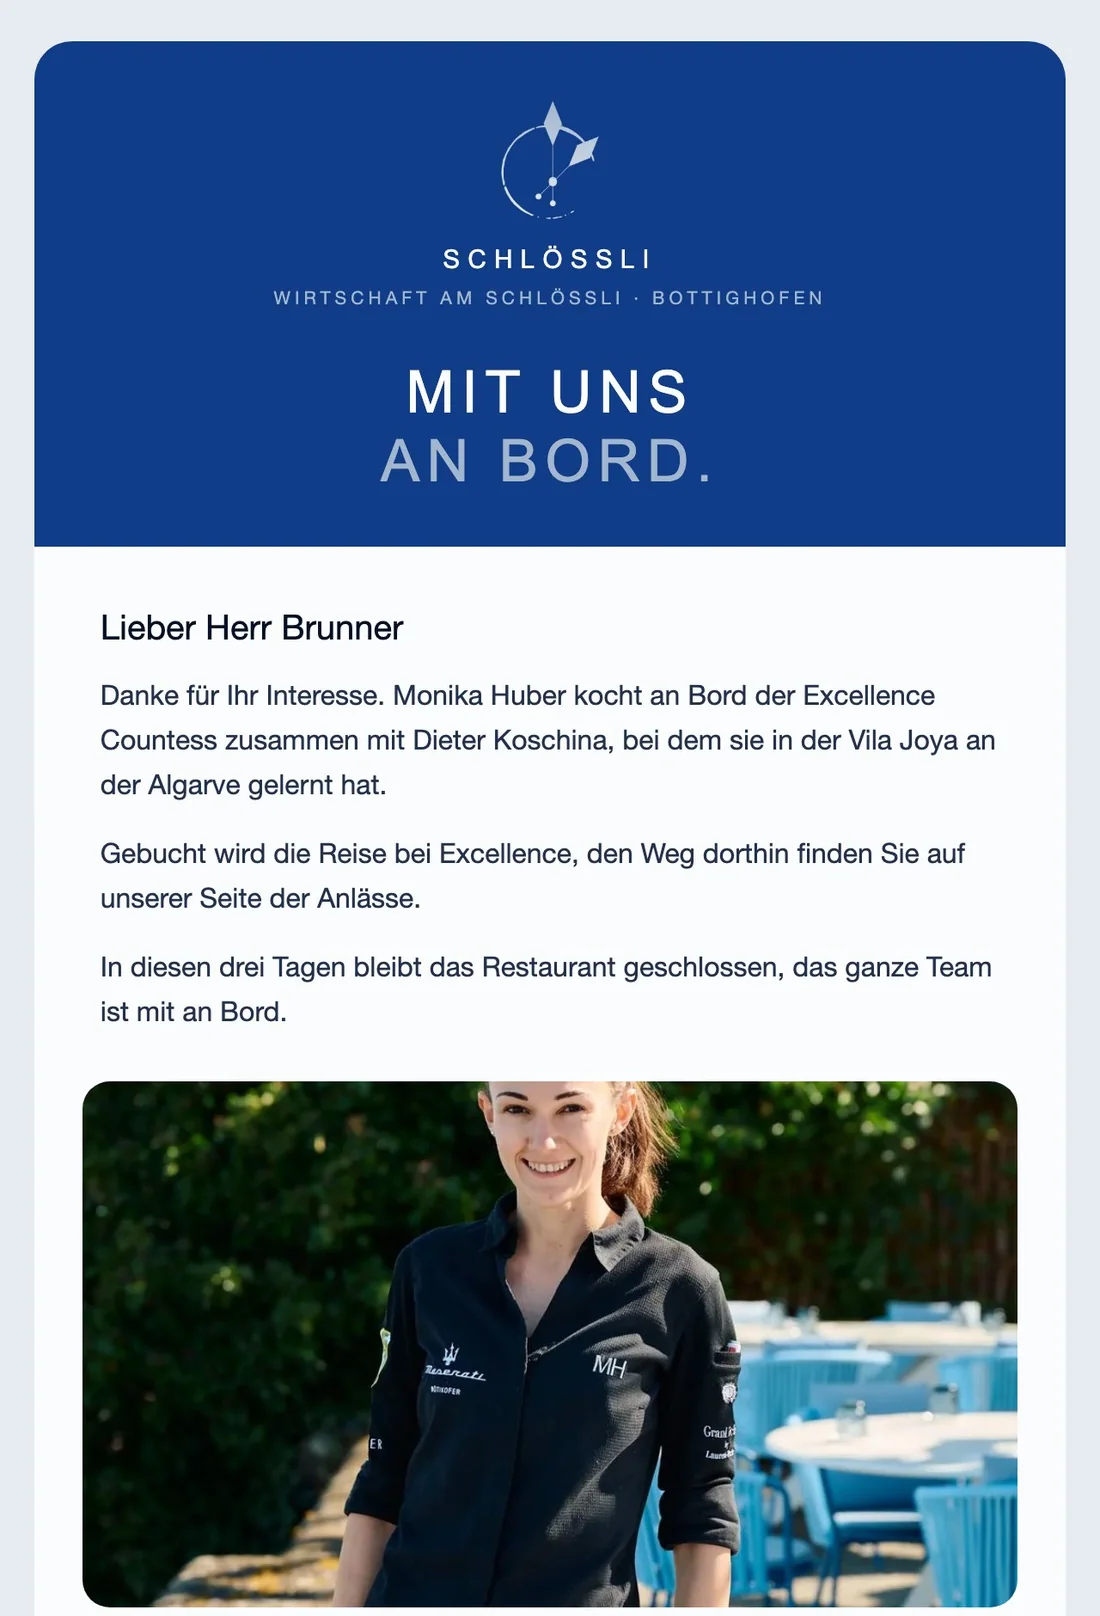 SCHLÖSSLI
WIRTSCHAFT AM SCHLÖSSLI · BOTTIGHOFEN
MIT UNS
AN BORD.
Lieber Herr Brunner
Danke für Ihr Interesse. Monika Huber kocht an Bord der Excellence
Countess zusammen mit Dieter Koschina, bei dem sie in der Vila Joya an
der Algarve gelernt hat.
Gebucht wird die Reise bei Excellence, den Weg dorthin finden Sie auf
unserer Seite der Anlässe.
In diesen drei Tagen bleibt das Restaurant geschlossen, das ganze Team
ist mit an Bord.
Maserati
MH
ER